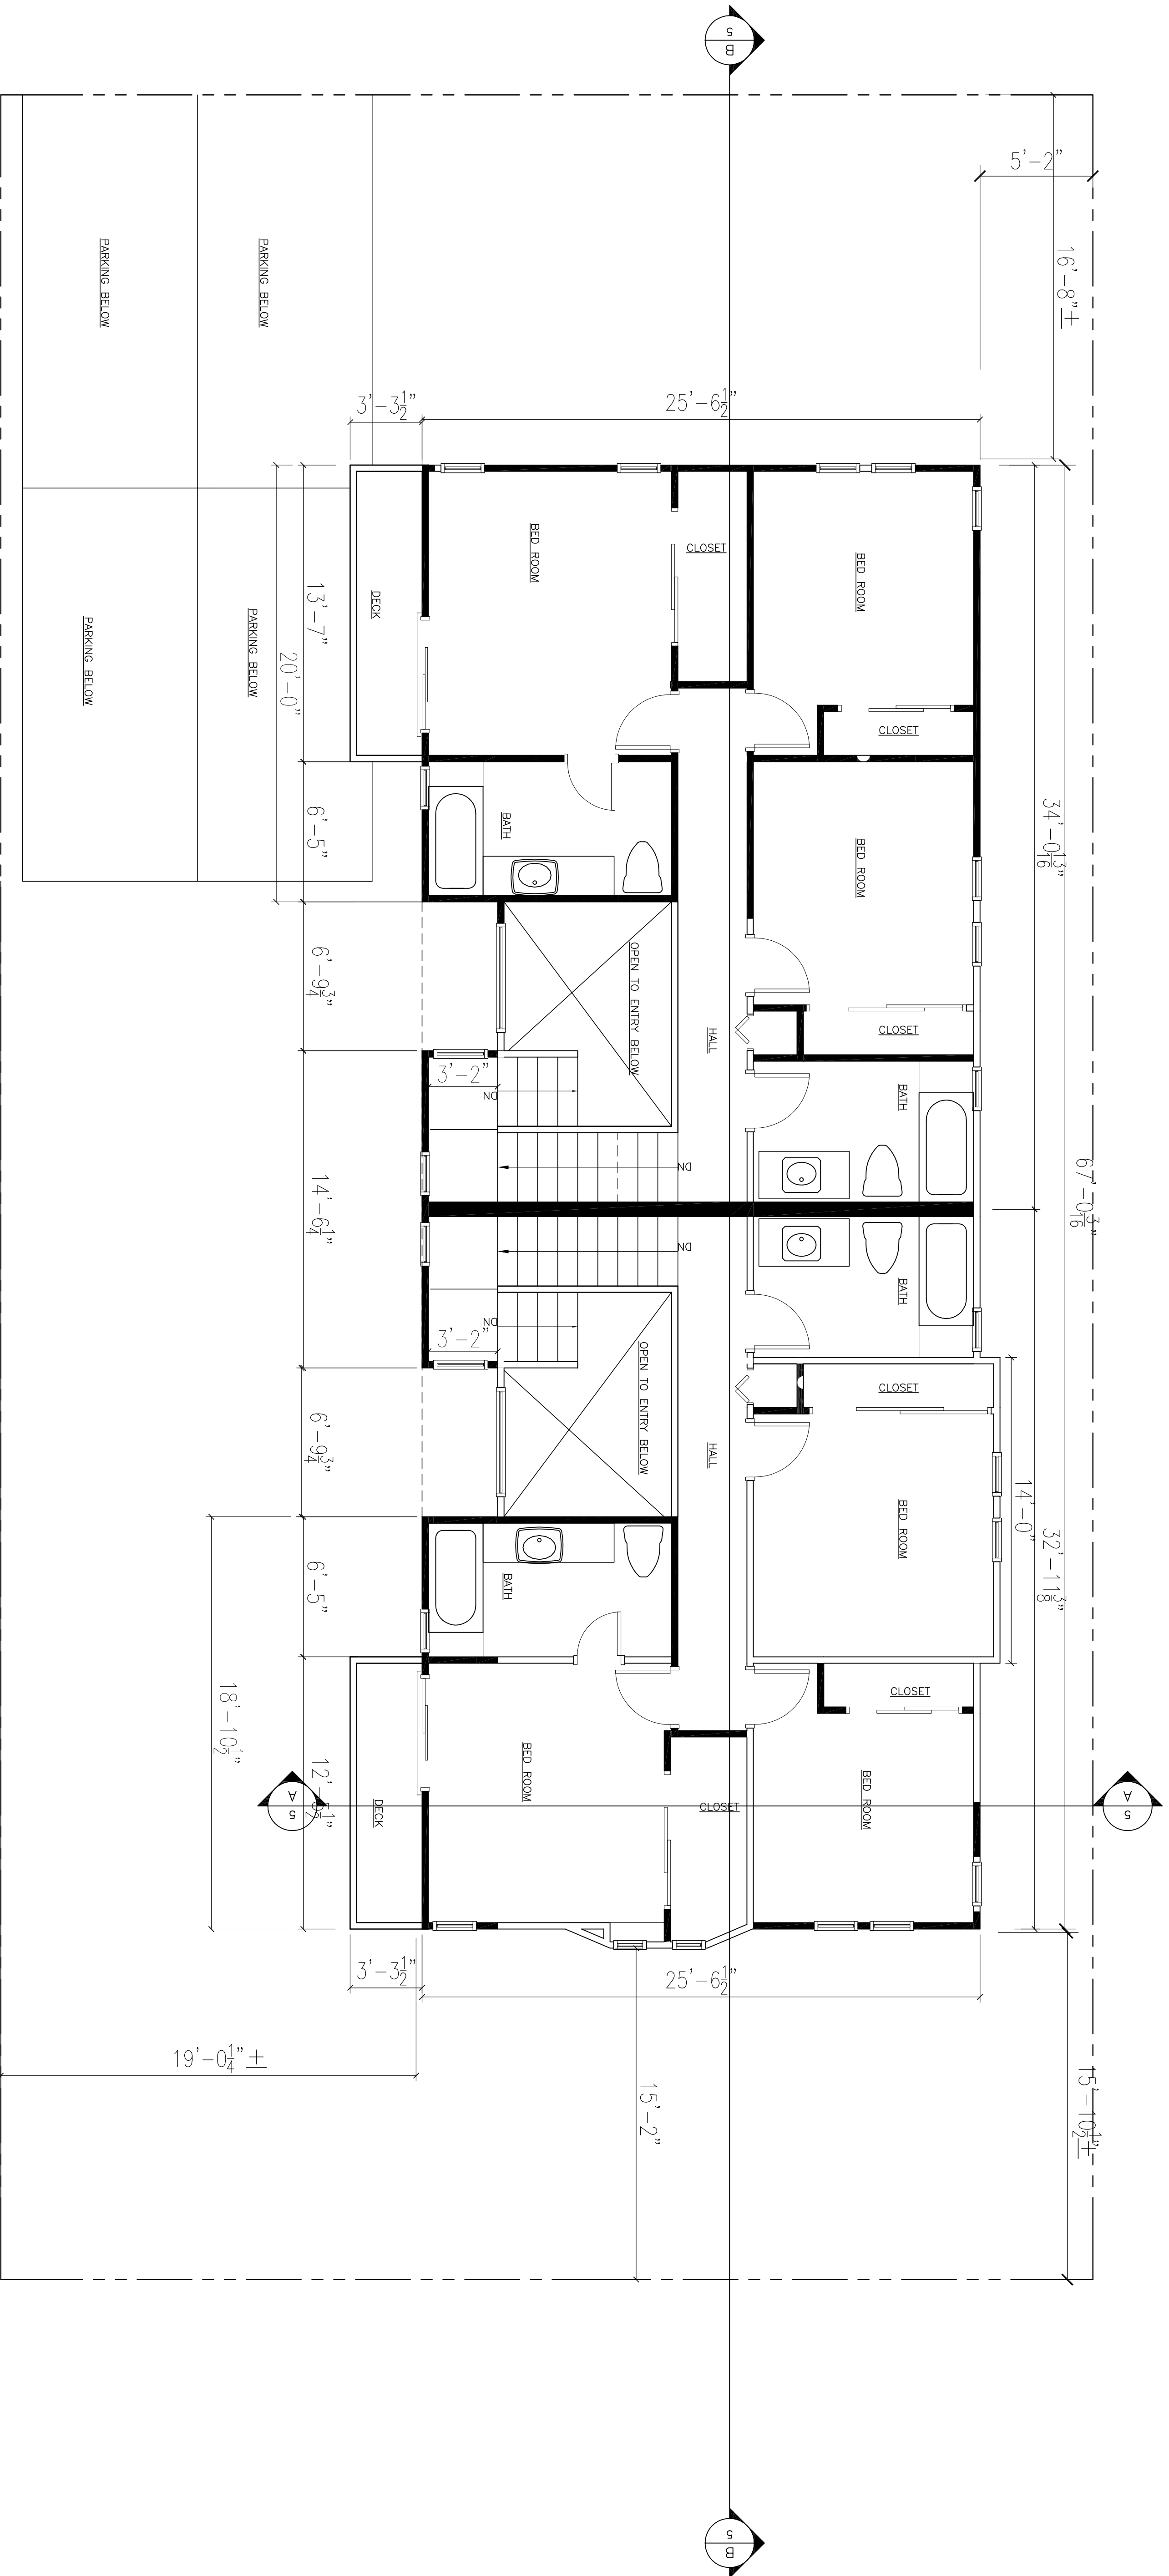 5
B
5'-2"
16'-8"±
PARKING BELOW
PARKING BELOW
3'-3½"
25'-6½"
BED ROOM
CLOSET
BED ROOM
DECK
13'-7"
20'-0"
PARKING BELOW
PARKING BELOW
CLOSET
34'-0 13/16"
6'-5"
BATH
BED ROOM
OPEN TO ENTRY BELOW
6'-9¾"
HALL
CLOSET
3'-2"
DN
BATH
67'-0 3/16"
DN
14'-6¼"
DN
BATH
DN
3'-2"
OPEN TO ENTRY BELOW
CLOSET
6'-9¾"
HALL
14'-0"
BED ROOM
32'-11 3/8"
6'-5"
BATH
18'-10½"
CLOSET
BED ROOM
BED ROOM
12'-5½"
DECK
CLOSET
A
5
5
A
3'-3½"
25'-6½"
19'-0¼"±
15'-2"
15'-10½"±
5
B